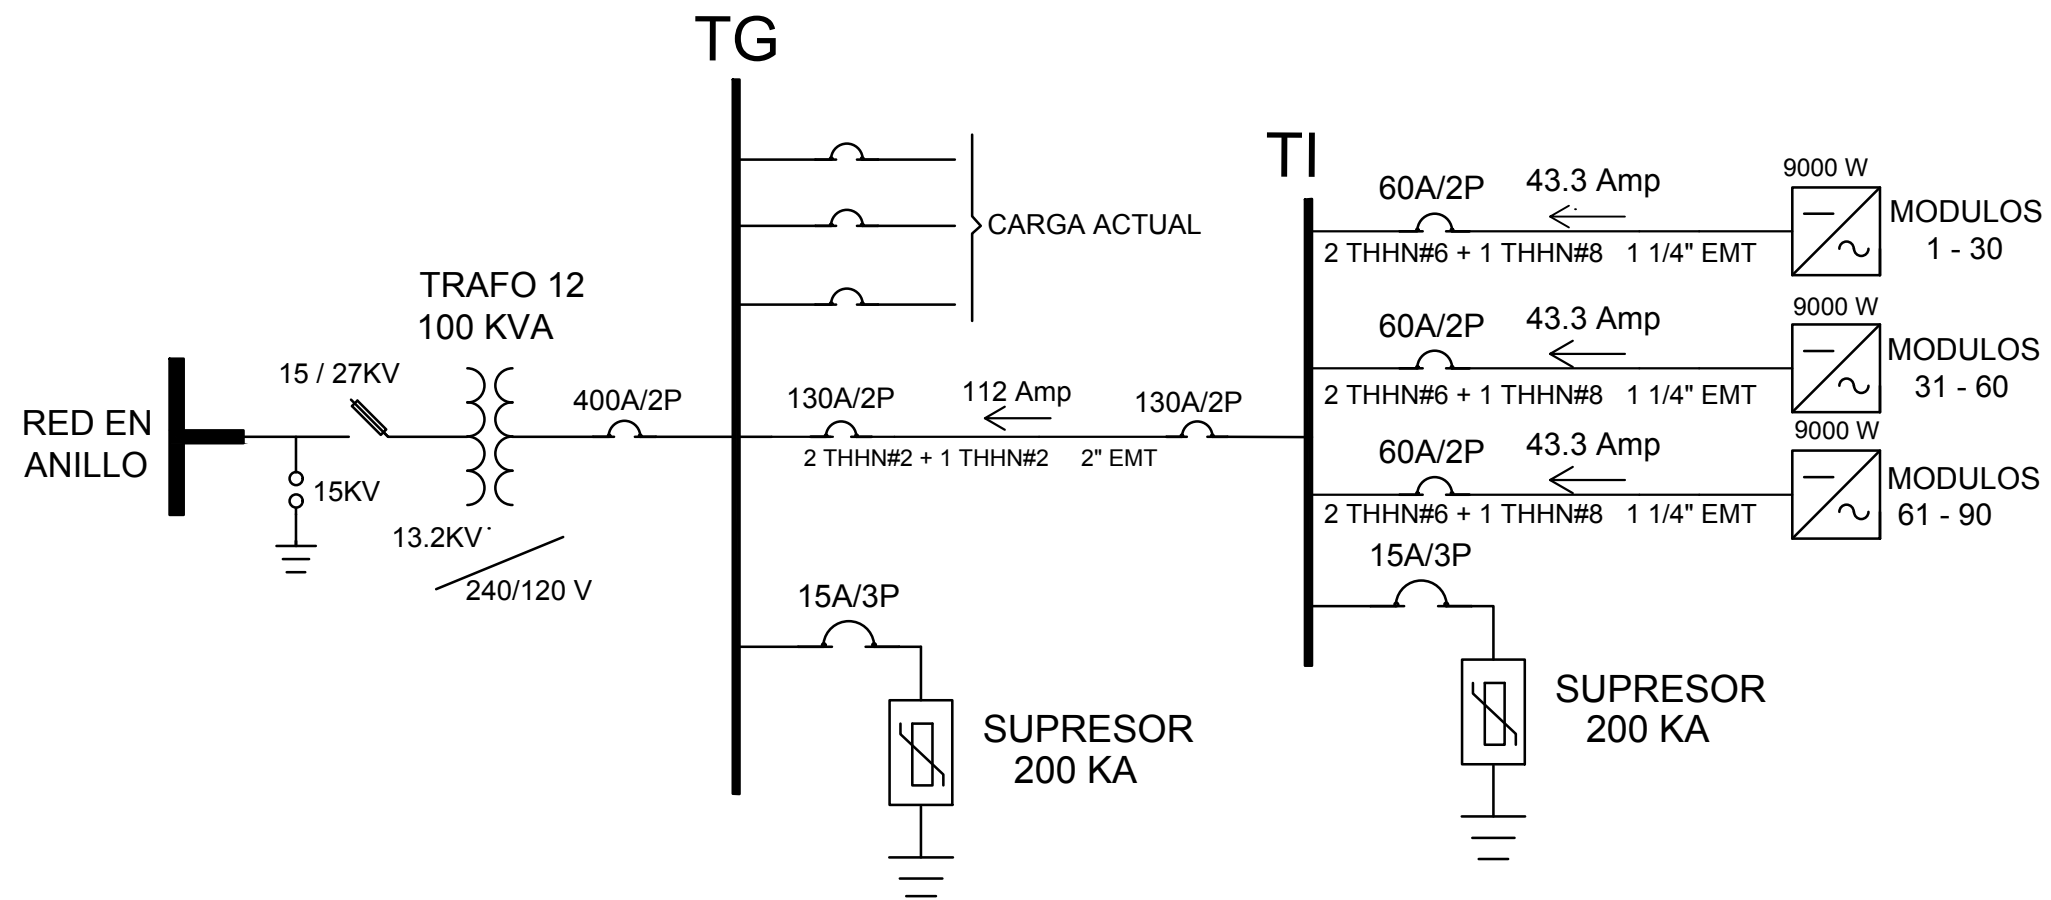 TG
TI
CARGA ACTUAL
TRAFO 12
100 KVA
15 / 27KV
RED EN
ANILLO
15KV
13.2KV
240/120 V
400A/2P
130A/2P
112 Amp
130A/2P
2 THHN#2 + 1 THHN#2 2" EMT
15A/3P
SUPRESOR
200 KA
60A/2P
43.3 Amp
9000 W
MODULOS
1 - 30
2 THHN#6 + 1 THHN#8 1 1/4" EMT
60A/2P
43.3 Amp
9000 W
MODULOS
31 - 60
2 THHN#6 + 1 THHN#8 1 1/4" EMT
60A/2P
43.3 Amp
9000 W
MODULOS
61 - 90
2 THHN#6 + 1 THHN#8 1 1/4" EMT
15A/3P
SUPRESOR
200 KA